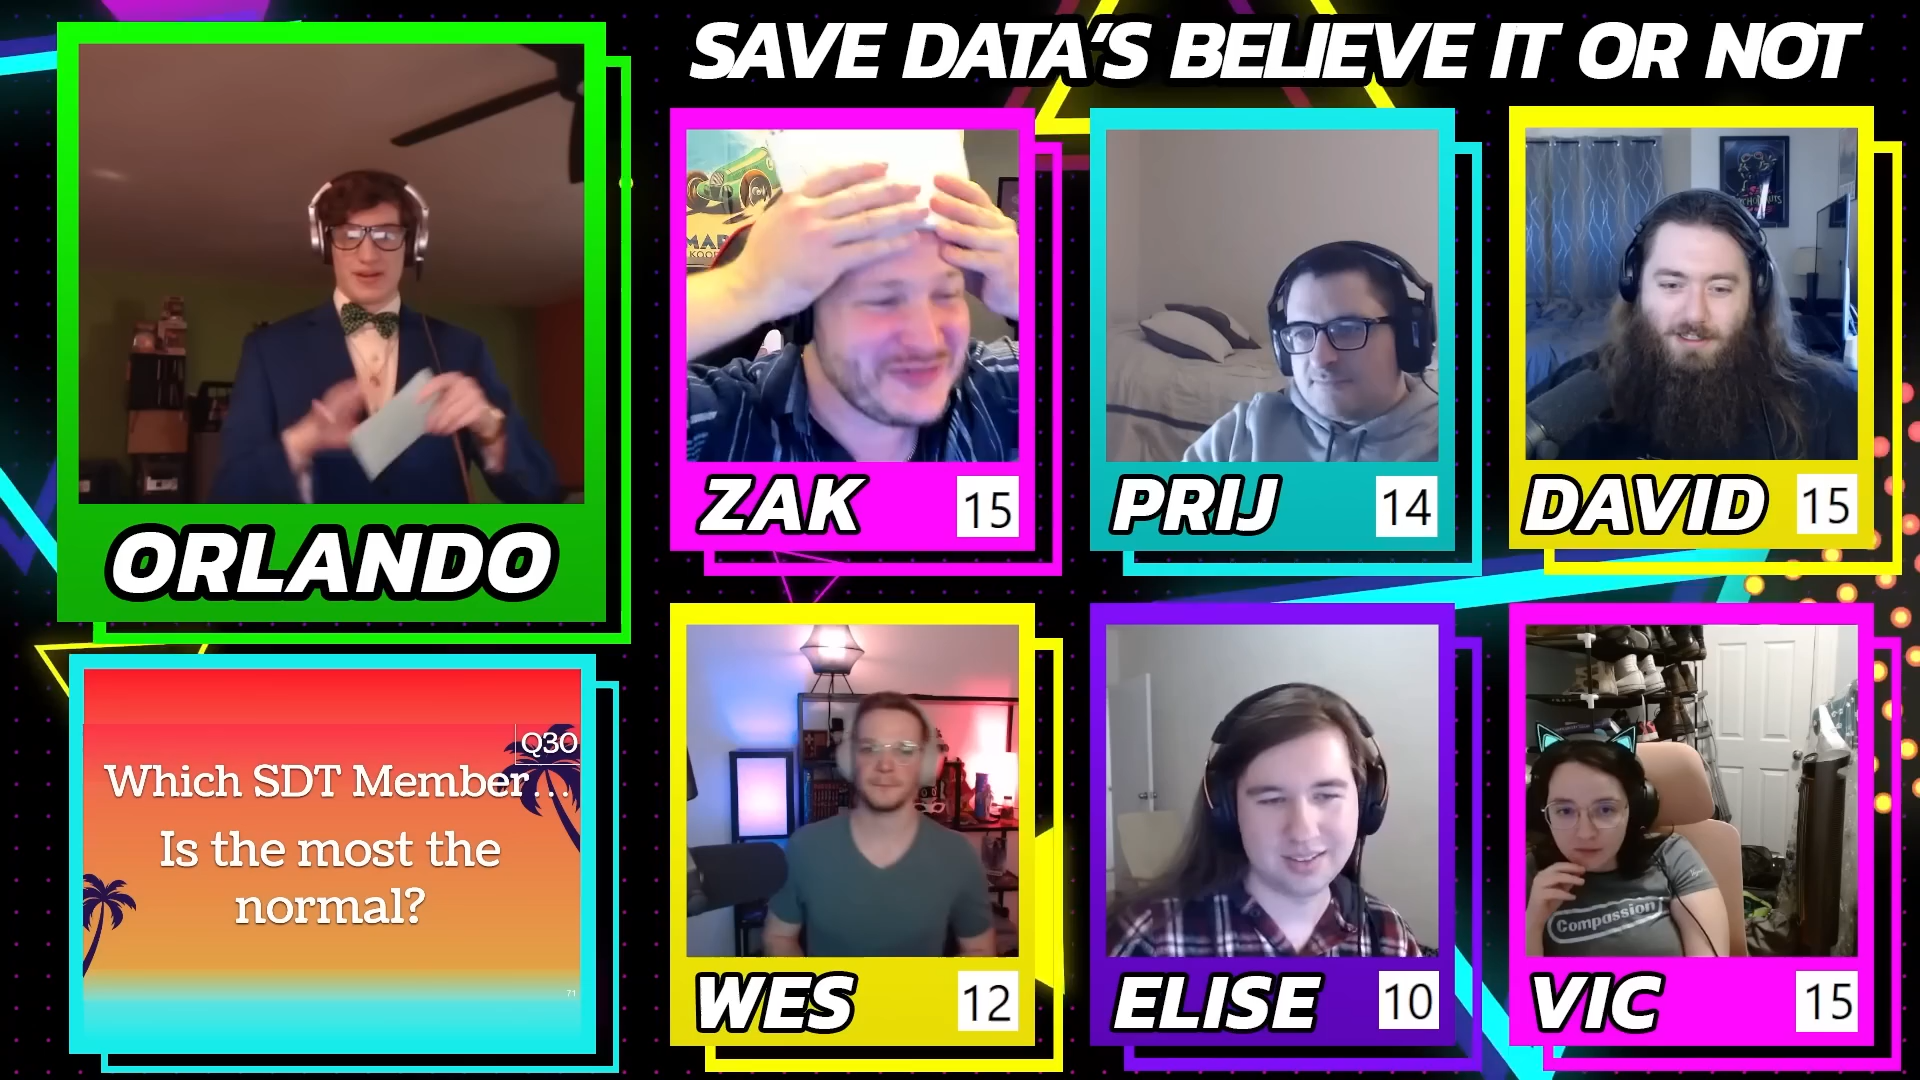 SAVE DATA'S BELIEVE IT OR NOT
ORLANDO
ZAK
15
PRIJ
14
DAVID
15
Q30
Which SDT Member...
Is the most the
normal?
71
WES
12
ELISE
10
Compassion
VIC
15